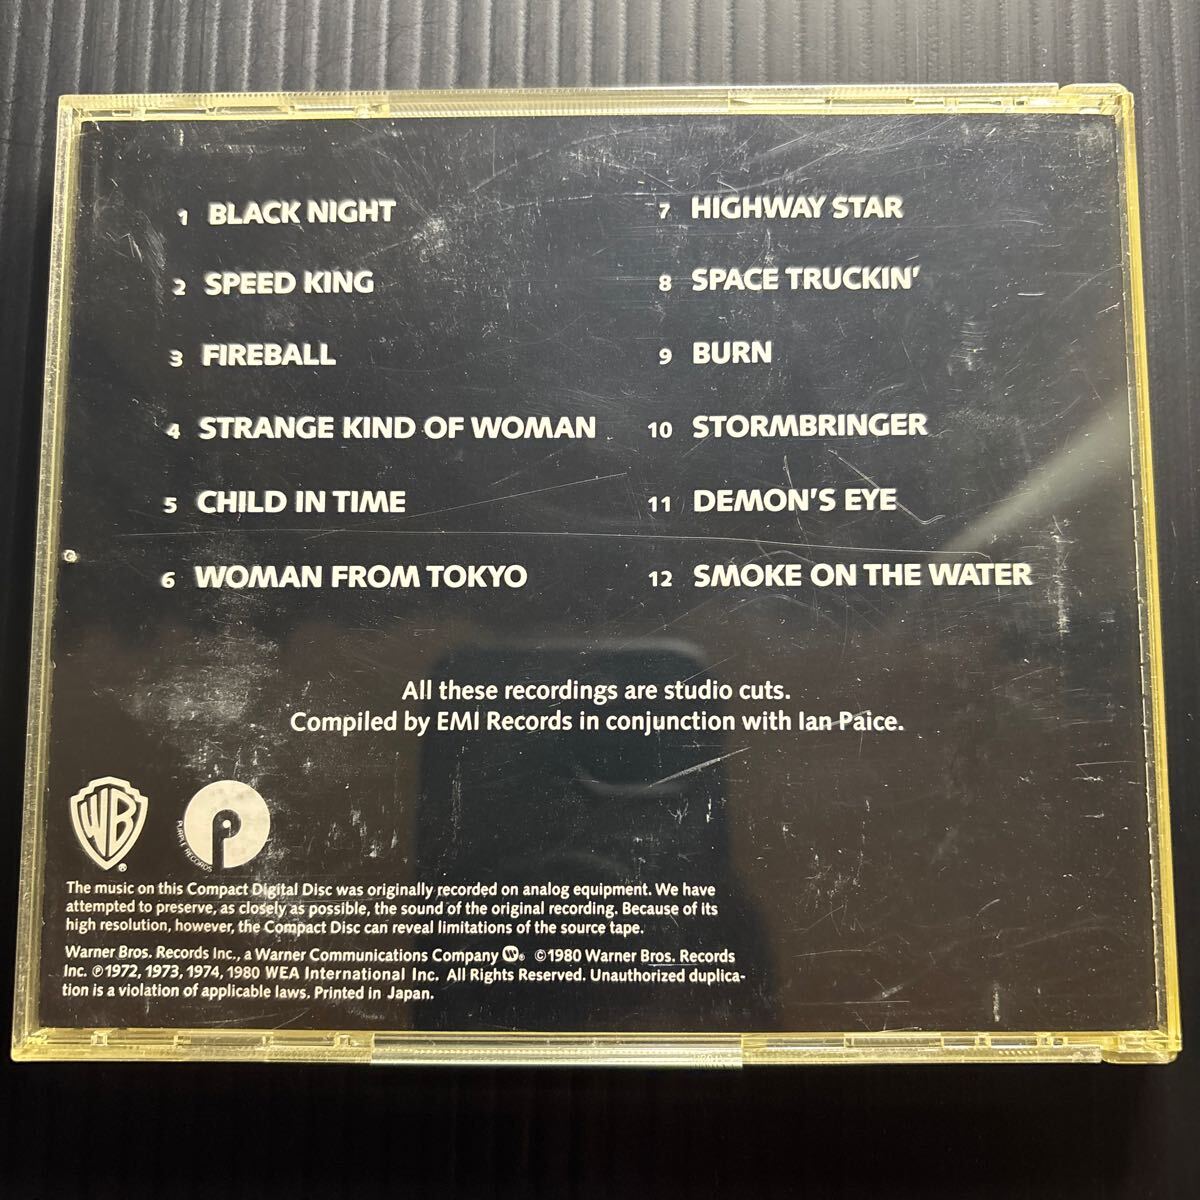 1 BLACK NIGHT
2 SPEED KING
3 FIREBALL
4 STRANGE KIND OF WOMAN
5 CHILD IN TIME
6 WOMAN FROM TOKYO
7 HIGHWAY STAR
8 SPACE TRUCKIN'
9 BURN
10 STORMBRINGER
11 DEMON'S EYE
12 SMOKE ON THE WATER
All these recordings are studio cuts.
Compiled by EMI Records in conjunction with Ian Paice.
WB ®
P PURPLE RECORDS
The music on this Compact Digital Disc was originally recorded on analog equipment. We have
attempted to preserve, as closely as possible, the sound of the original recording. Because of its
high resolution, however, the Compact Disc can reveal limitations of the source tape.
Warner Bros. Records Inc., a Warner Communications Company W ®. ©1980 Warner Bros. Records
Inc. ℗1972, 1973, 1974, 1980 WEA International Inc. All Rights Reserved. Unauthorized duplica-
tion is a violation of applicable laws. Printed in Japan.